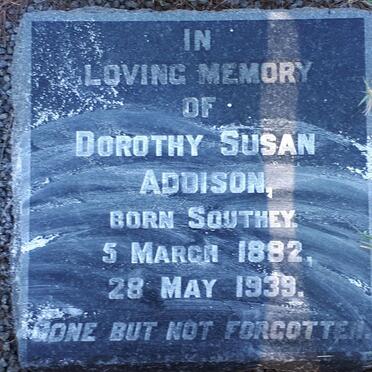 IN
LOVING MEMORY
OF
DOROTHY SUSAN
ADDISON,
BORN SOUTHEY.
5 MARCH 1882,
28 MAY 1939.
GONE BUT NOT FORGOTTEN.